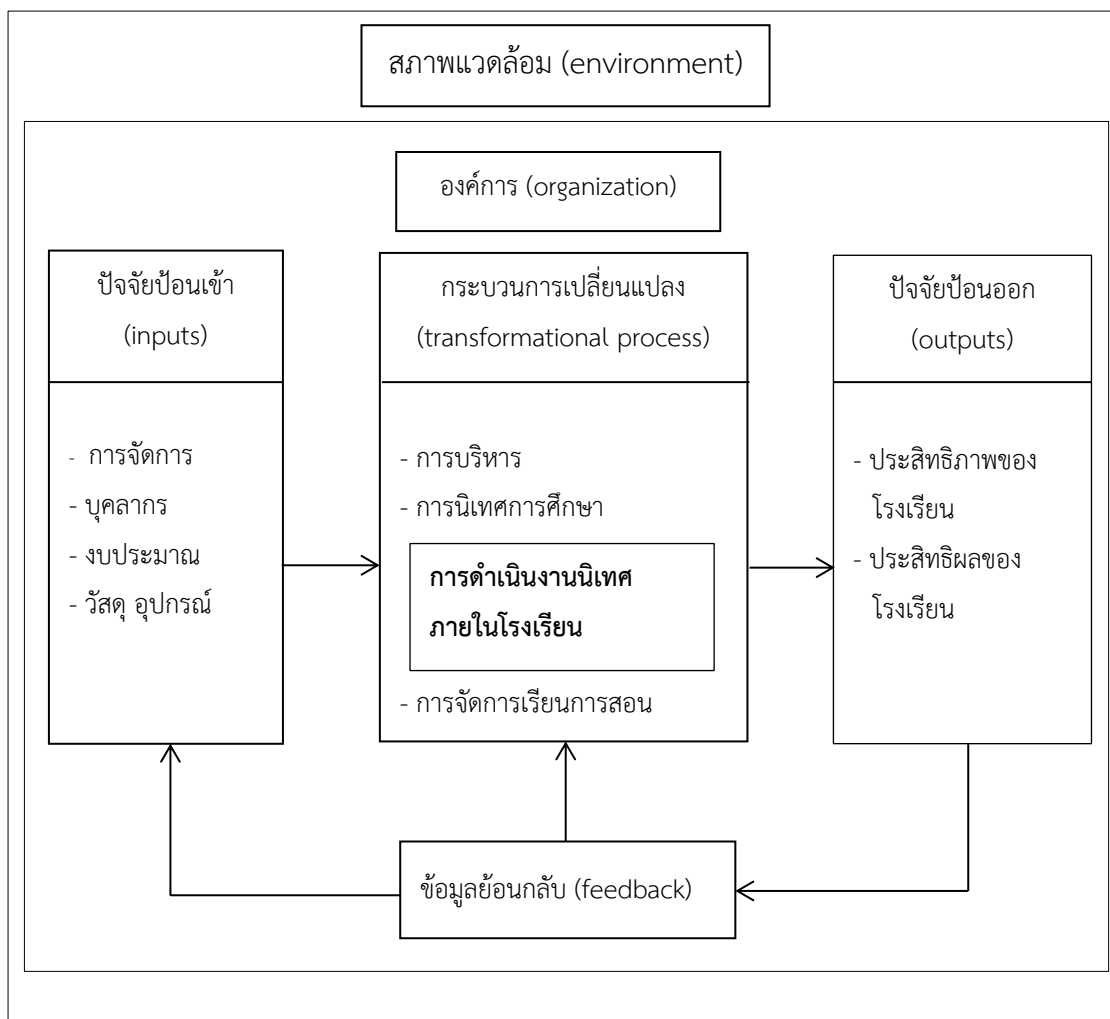 สภาพแวดล้อม (environment)
องค์การ (organization)
ปัจจัยป้อนเข้า
(inputs)
- การจัดการ
- บุคลากร
- งบประมาณ
- วัสดุ อุปกรณ์
กระบวนการเปลี่ยนแปลง
(transformational process)
- การบริหาร
- การนิเทศการศึกษา
การดำเนินงานนิเทศ
ภายในโรงเรียน
- การจัดการเรียนการสอน
ปัจจัยป้อนออก
(outputs)
- ประสิทธิภาพของ
โรงเรียน
- ประสิทธิผลของ
โรงเรียน
ข้อมูลย้อนกลับ (feedback)